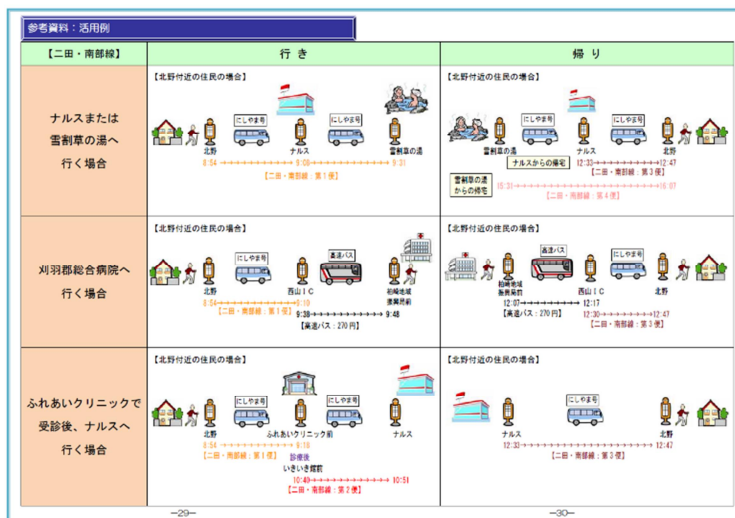 参考資料：活用例
【二田・南部線】
行き
帰り
ナルスまたは
雪割草の湯へ
行く場合
【北野付近の住民の場合】
にしやま号
にしやま号
北野
ナルス
雪割草の湯
8:54
9:08
9:31
【二田・南部線：第1便】
【北野付近の住民の場合】
にしやま号
にしやま号
雪割草の湯
ナルス
北野
ナルスからの帰宅
12:33
12:47
【二田・南部線：第3便】
雪割草の湯
からの帰宅
15:31
16:07
【二田・南部線：第4便】
刈羽郡総合病院へ
行く場合
【北野付近の住民の場合】
にしやま号
高速バス
北野
西山IC
柏崎地域
振興局前
8:54
9:10
【二田・南部線：第1便】
9:38
9:48
【高速バス：270円】
【北野付近の住民の場合】
高速バス
にしやま号
柏崎地域
振興局前
西山IC
北野
12:07
12:17
【高速バス：270円】
12:30
12:47
【二田・南部線：第3便】
ふれあいクリニックで
受診後、ナルスへ
行く場合
【北野付近の住民の場合】
にしやま号
にしやま号
北野
ふれあいクリニック前
ナルス
8:54
【二田・南部線：第1便】
診療後
いきいき館前
10:40
10:51
【二田・南部線：第2便】
【北野付近の住民の場合】
にしやま号
ナルス
北野
12:33
12:47
【二田・南部線：第3便】
―29―
―30―